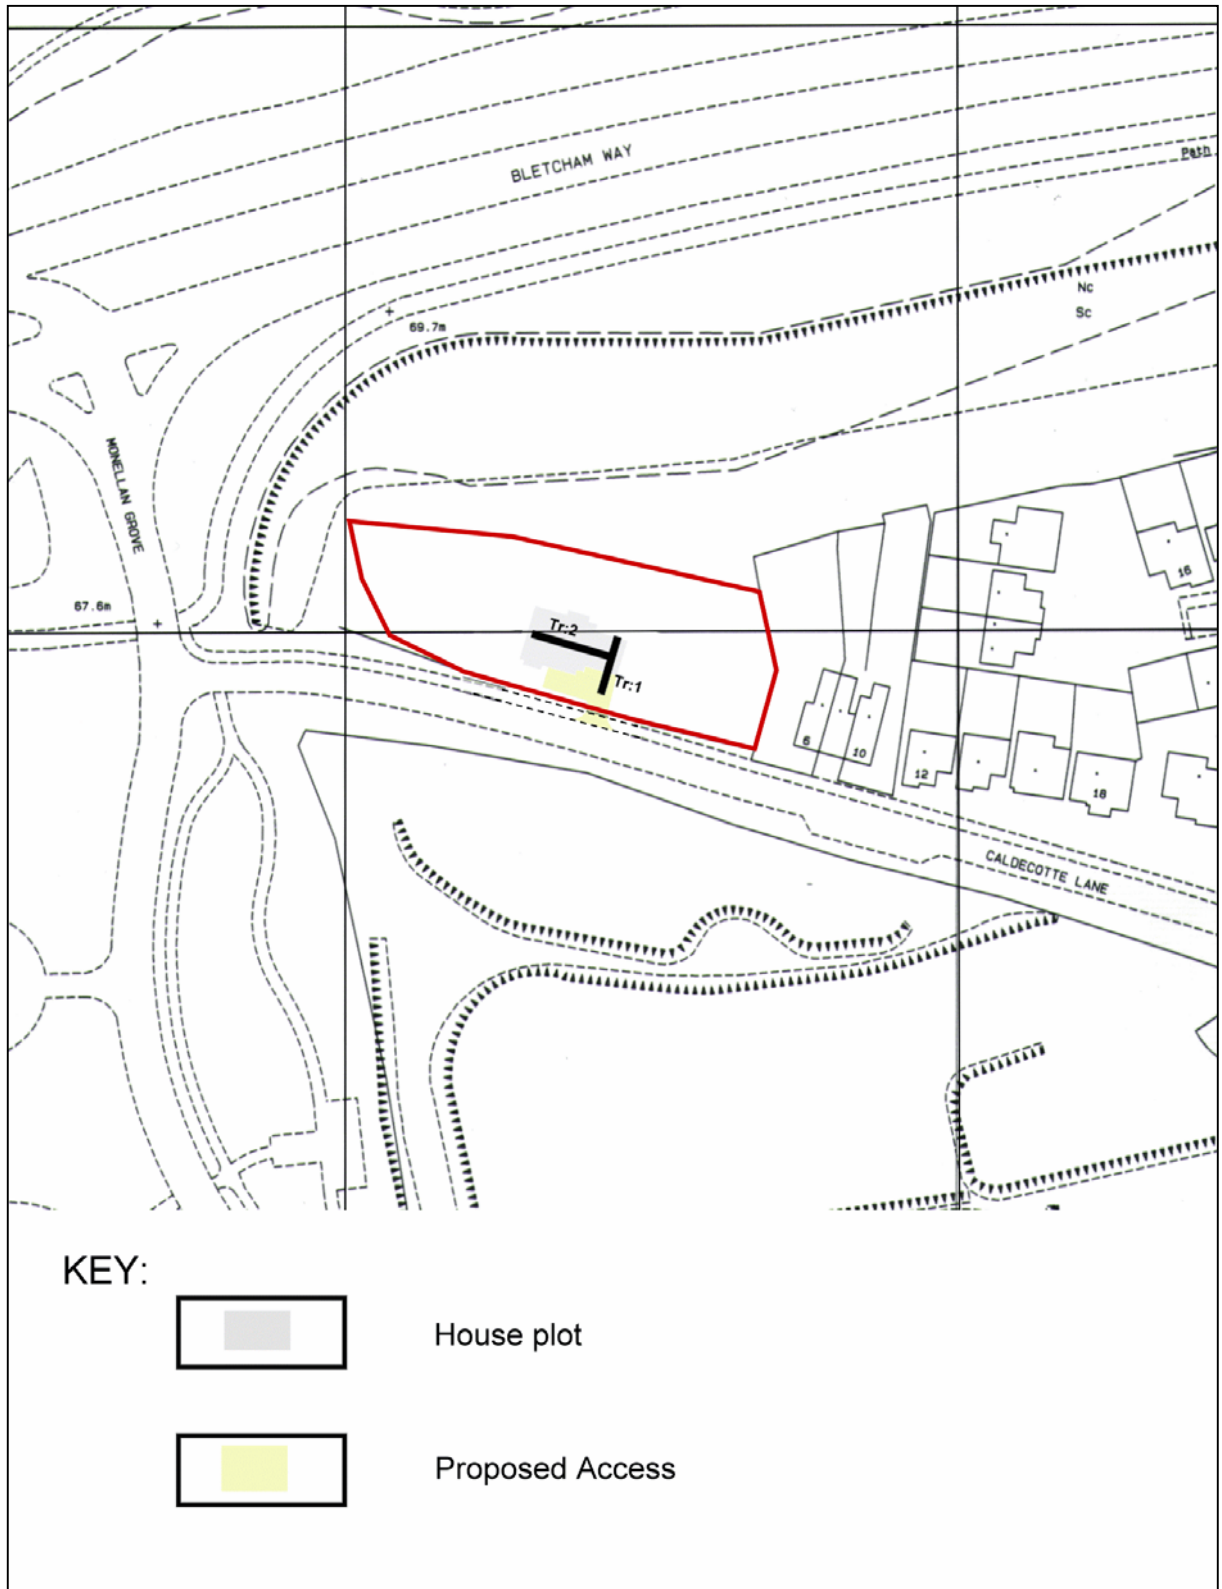 BLETCHAM WAY
Path
Nc
Sc
69.7m
MONELLAN GROVE
16
67.6m
Tr:2
Tr:1
6
10
12
18
CALDECOTTE LANE
KEY:
House plot
Proposed Access